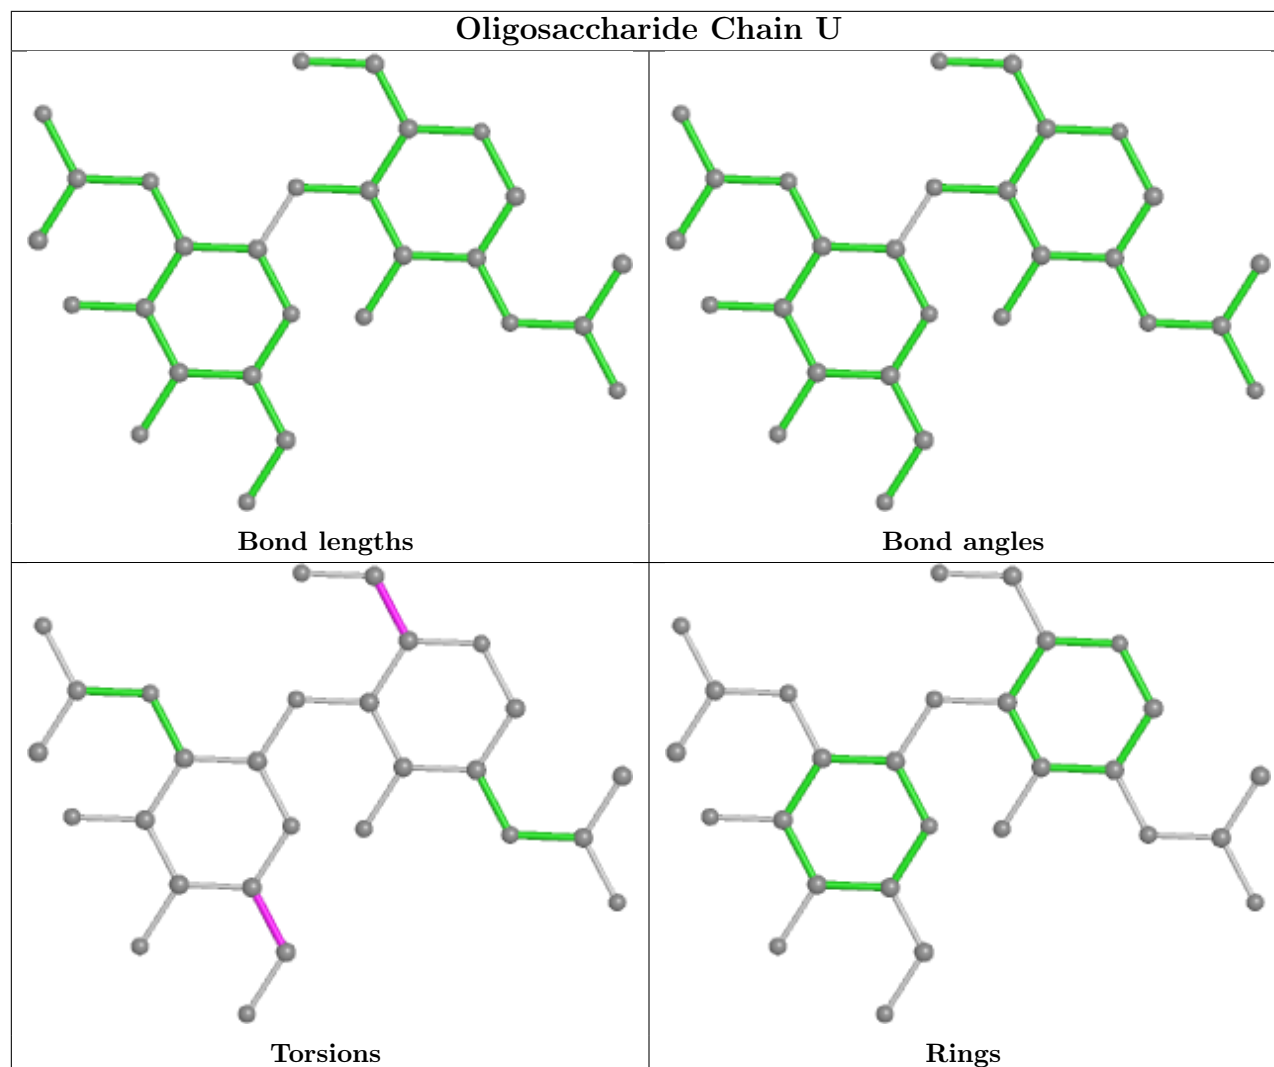 Oligosaccharide Chain U
Bond lengths
Bond angles
Torsions
Rings